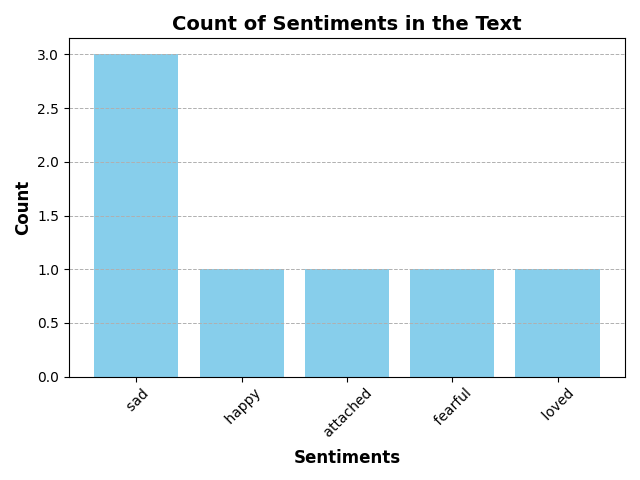 Count of Sentiments in the Text
3.0
2.5
2.0
1.5
1.0
0.5
0.0
Count
sad
happy
attached
fearful
loved
Sentiments